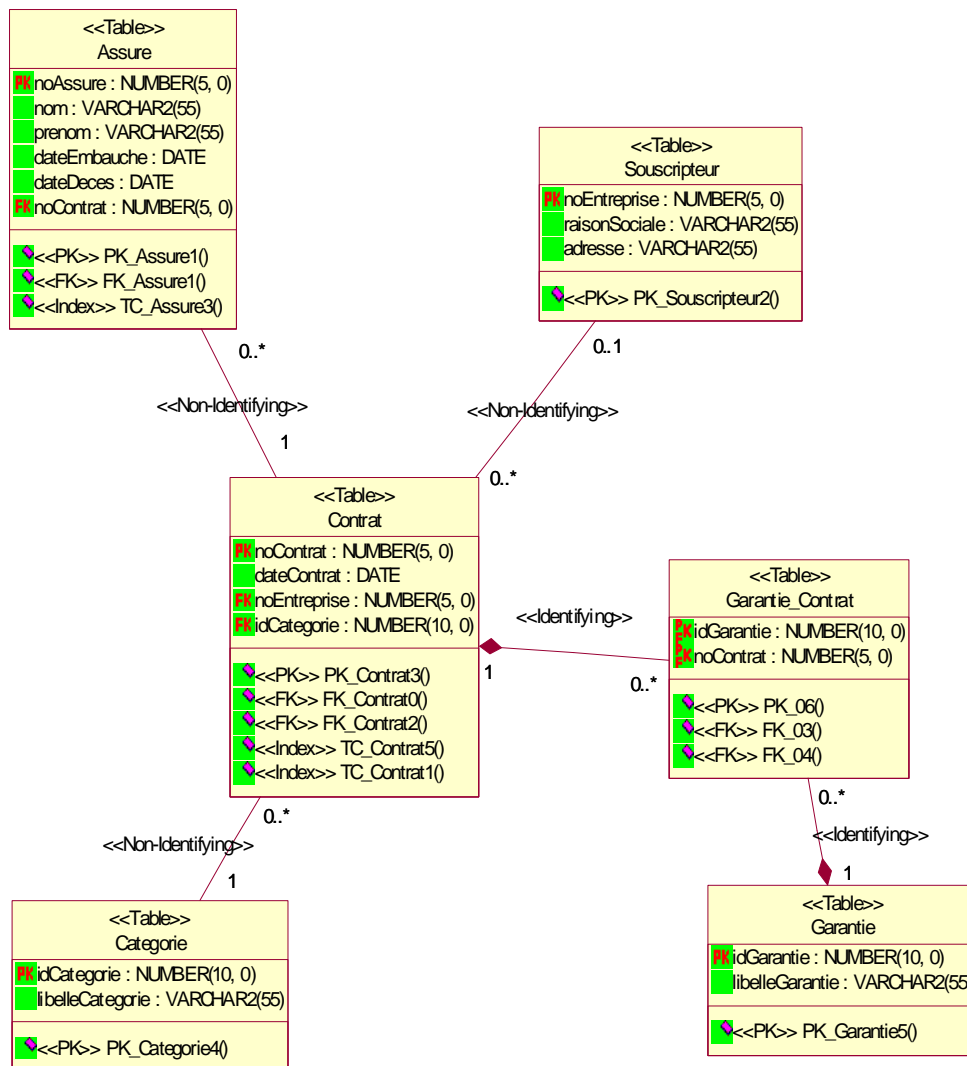 <<Table>>
Assure
PK noAssure : NUMBER(5, 0)
nom : VARCHAR2(55)
prenom : VARCHAR2(55)
dateEmbauche : DATE
dateDeces : DATE
FK noContrat : NUMBER(5, 0)
<<PK>> PK_Assure1()
<<FK>> FK_Assure1()
<<Index>> TC_Assure3()
<<Table>>
Souscripteur
PK noEntreprise : NUMBER(5, 0)
raisonSociale : VARCHAR2(55)
adresse : VARCHAR2(55)
<<PK>> PK_Souscripteur2()
0..*
<<Non-Identifying>>
1
0..1
<<Non-Identifying>>
0..*
<<Table>>
Contrat
PK noContrat : NUMBER(5, 0)
dateContrat : DATE
FK noEntreprise : NUMBER(5, 0)
FK idCategorie : NUMBER(10, 0)
<<PK>> PK_Contrat3()
<<FK>> FK_Contrat0()
<<FK>> FK_Contrat2()
<<Index>> TC_Contrat5()
<<Index>> TC_Contrat1()
<<Identifying>>
1
0..*
<<Table>>
Garantie_Contrat
PFK idGarantie : NUMBER(10, 0)
PFK noContrat : NUMBER(5, 0)
<<PK>> PK_06()
<<FK>> FK_03()
<<FK>> FK_04()
0..*
<<Non-Identifying>>
1
0..*
<<Identifying>>
1
<<Table>>
Categorie
PK idCategorie : NUMBER(10, 0)
libelleCategorie : VARCHAR2(55)
<<PK>> PK_Categorie4()
<<Table>>
Garantie
PK idGarantie : NUMBER(10, 0)
libelleGarantie : VARCHAR2(55
<<PK>> PK_Garantie5()